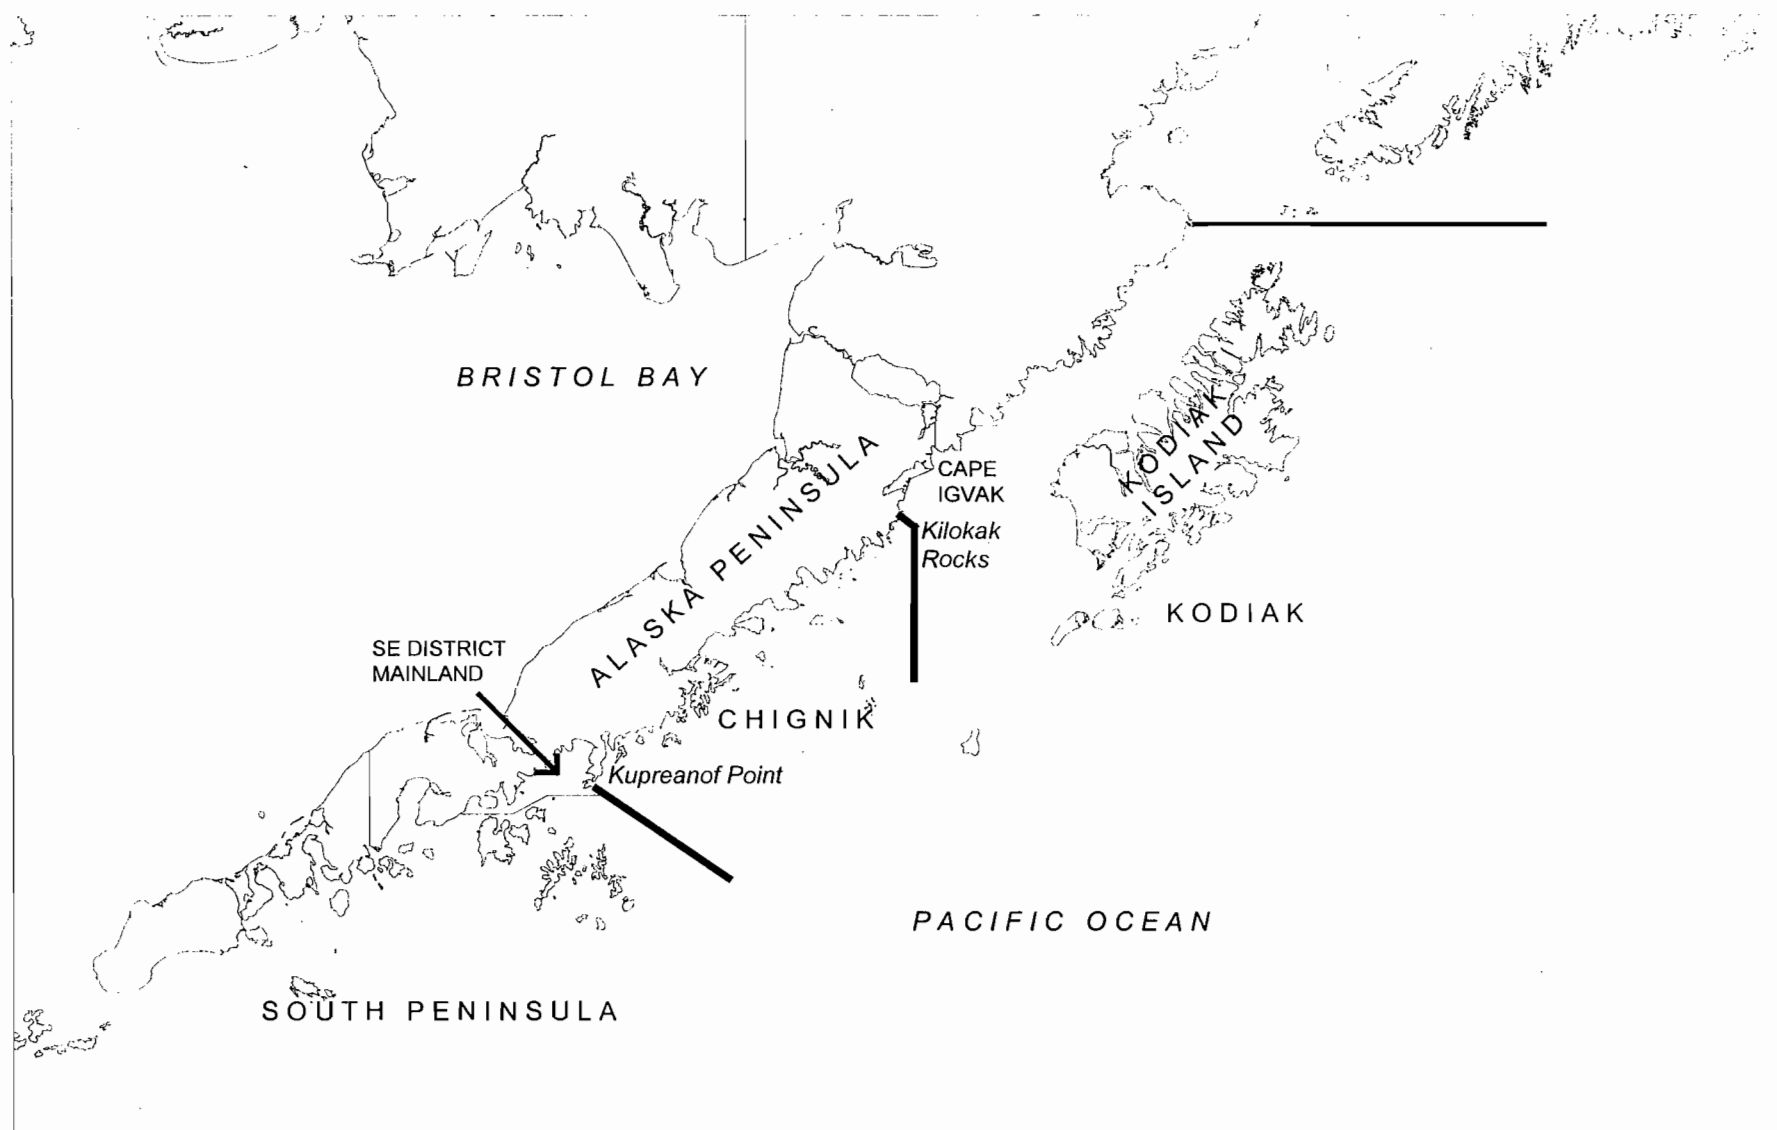 BRISTOL BAY
KODIAK
ISLAND
ALASKA PENINSULA
CAPE
IGVAK
Kilokak
Rocks
KODIAK
SE DISTRICT
MAINLAND
CHIGNIK
Kupreanof Point
PACIFIC OCEAN
SOUTH PENINSULA